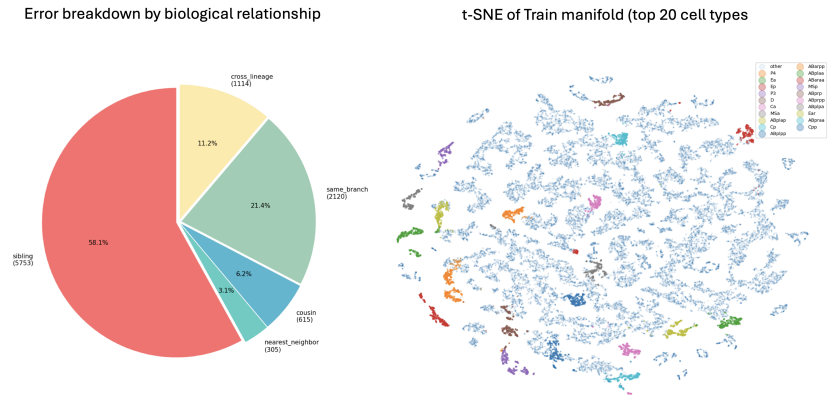 Error breakdown by biological relationship
t-SNE of Train manifold (top 20 cell types
cross_lineage
(1114)
11.2%
same_branch
(2120)
21.4%
sibling
(5753)
58.1%
6.2%
3.1%
cousin
(615)
nearest_neighbor
(305)
other
P4
Ea
Ep
P3
D
Ca
MSa
ABplap
Cp
ABplpp
ABarpp
ABplaa
ABaraa
MSp
ABprp
ABprpp
ABplpa
Ear
ABpraa
Cpp